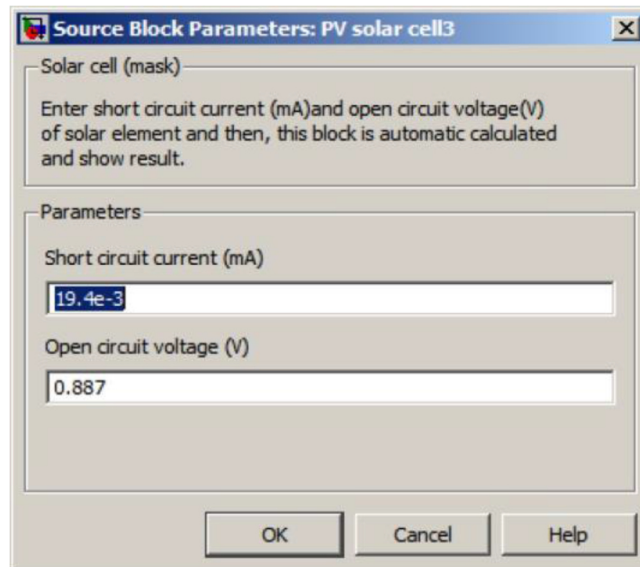 Source Block Parameters: PV solar cell3
Solar cell (mask)
Enter short circuit current (mA)and open circuit voltage(V)
of solar element and then, this block is automatic calculated
and show result.
Parameters
Short circuit current (mA)
19.4e-3
Open circuit voltage (V)
0.887
OK Cancel Help